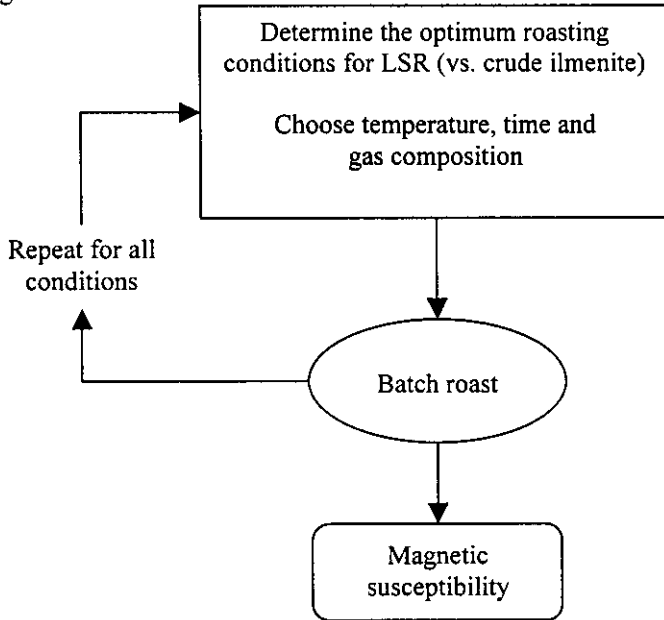 Determine the optimum roasting
conditions for LSR (vs. crude ilmenite)
Choose temperature, time and
gas composition
Repeat for all
conditions
Batch roast
Magnetic
susceptibility